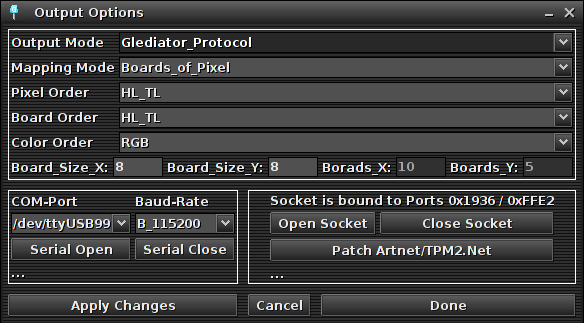 Output Options
Output Mode Glediator_Protocol
Mapping Mode Boards_of_Pixel
Pixel Order HL_TL
Board Order HL_TL
Color Order RGB
Board_Size_X: 8 Board_Size_Y: 8 Borads_X: 10 Boards_Y: 5
COM-Port Baud-Rate
/dev/ttyUSB99 B_115200
Serial Open Serial Close
...
Socket is bound to Ports 0x1936 / 0xFFE2
Open Socket Close Socket
Patch Artnet/TPM2.Net
...
Apply Changes Cancel Done